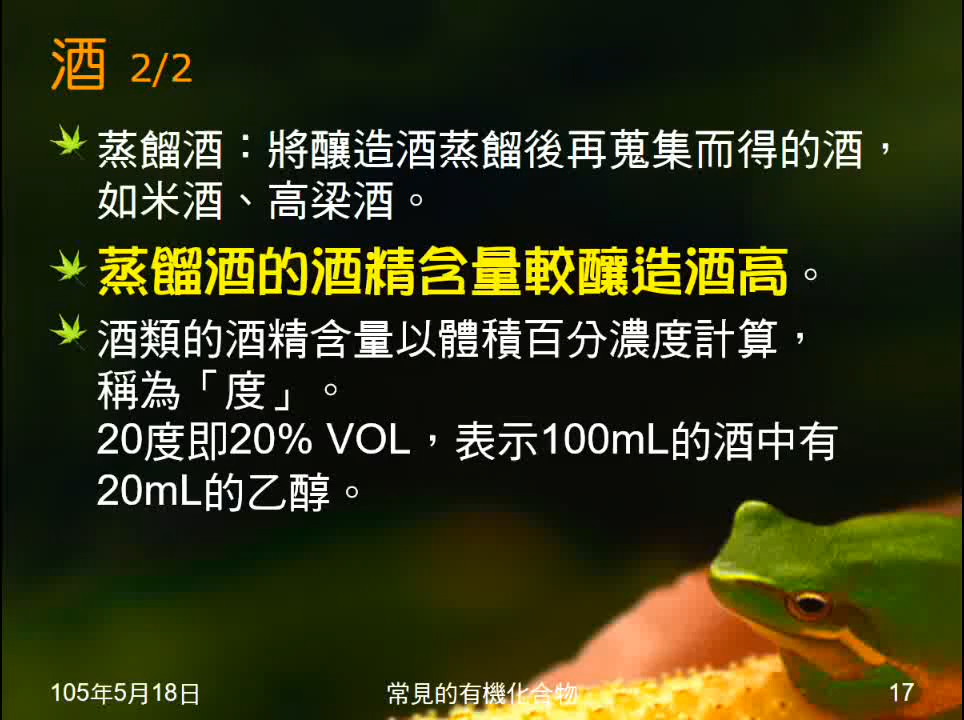 酒 2/2
蒸餾酒：將釀造酒蒸餾後再蒐集而得的酒，
如米酒、高梁酒。
蒸餾酒的酒精含量較釀造酒高。
酒類的酒精含量以體積百分濃度計算，
稱為「度」。
20度即20% VOL，表示100mL的酒中有
20mL的乙醇。
105年5月18日 常見的有機化合物 17